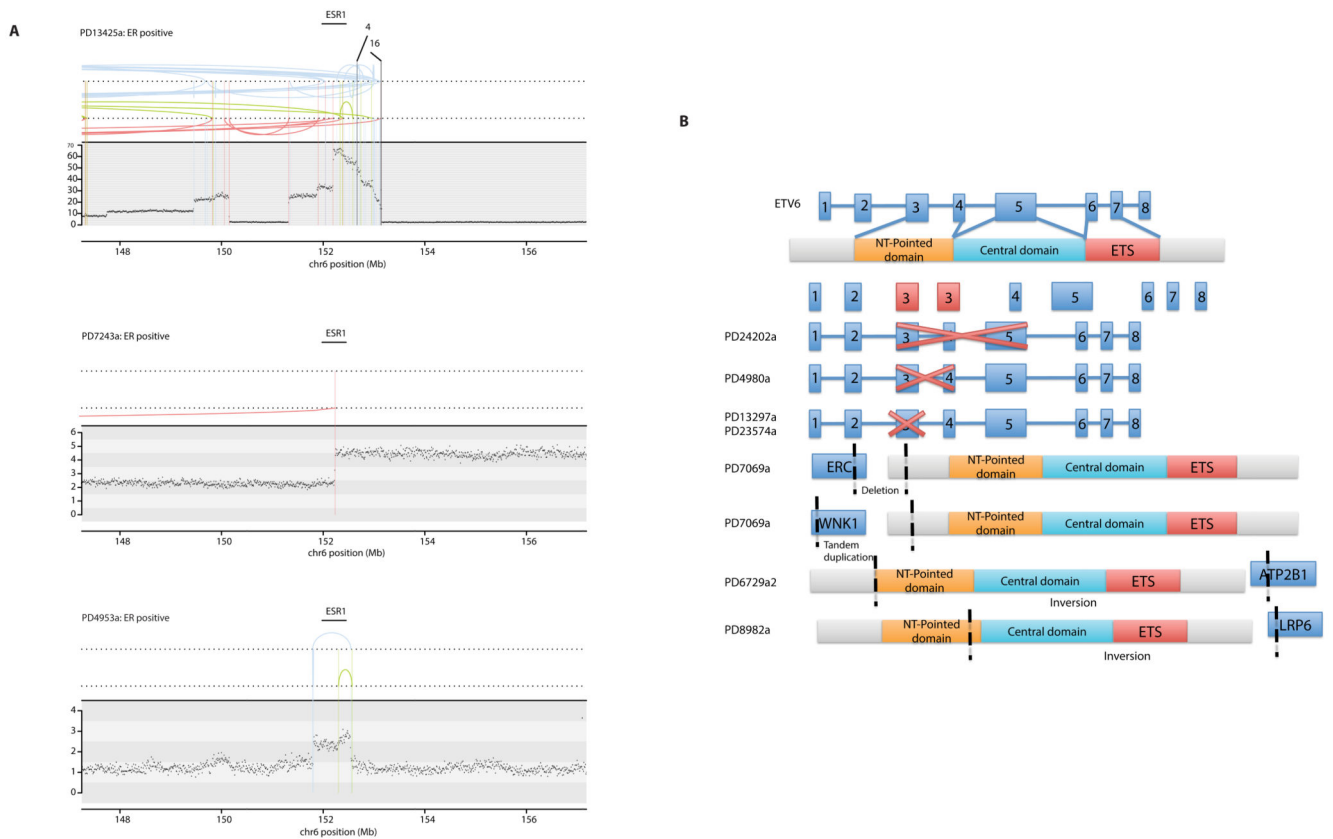 A
PD13425a: ER positive
ESR1
4
16
70
60
50
40
30
20
10
0
148 150 152 154 156
chr6 position (Mb)
PD7243a: ER positive
ESR1
6
5
4
3
2
1
0
148 150 152 154 156
chr6 position (Mb)
PD4953a: ER positive
ESR1
4
3
2
1
0
148 150 152 154 156
chr6 position (Mb)
B
ETV6
1 2 3 4 5 6 7 8
NT-Pointed domain Central domain ETS
1 2 3 3 4 5 6 7 8
PD24202a
1 2 3 5 6 7 8
PD4980a
1 2 3 4 5 6 7 8
PD13297a
PD23574a
1 2 3 4 5 6 7 8
PD7069a
ERC NT-Pointed domain Central domain ETS
Deletion
PD7069a
WNK1 NT-Pointed domain Central domain ETS
Tandem duplication
PD6729a2
NT-Pointed domain Central domain ETS ATP2B1
Inversion
PD8982a
NT-Pointed domain Central domain ETS LRP6
Inversion